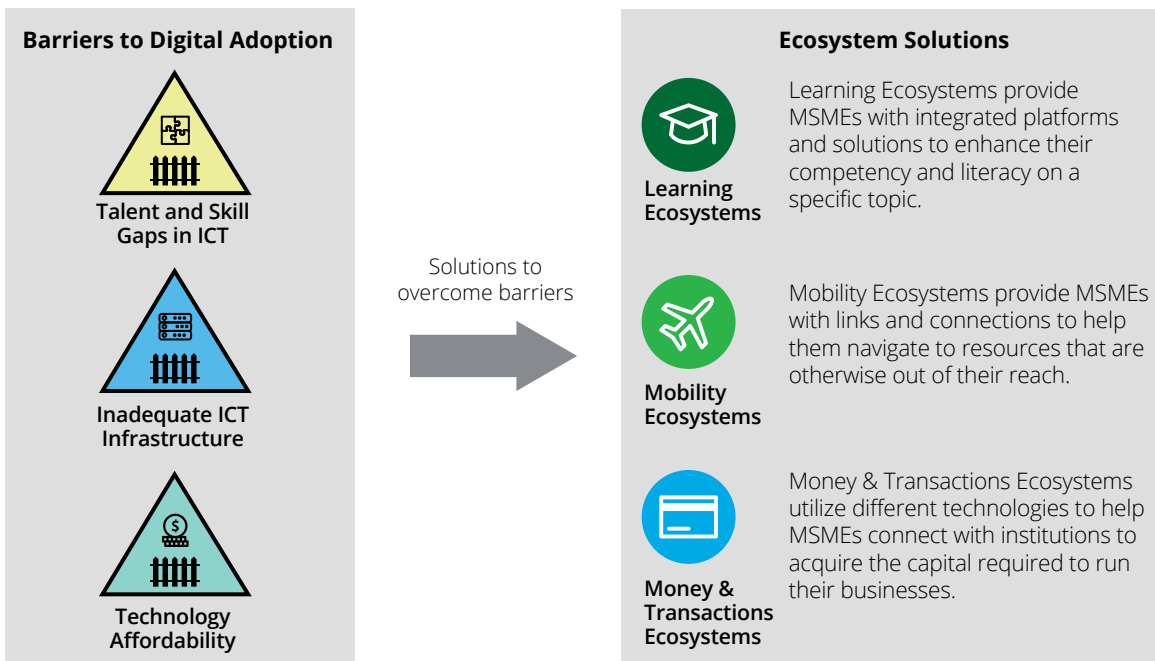 Barriers to Digital Adoption
Talent and Skill
Gaps in ICT
Inadequate ICT
Infrastructure
$
Technology
Affordability
Solutions to
overcome barriers
Ecosystem Solutions
Learning
Ecosystems
Learning Ecosystems provide
MSMEs with integrated platforms
and solutions to enhance their
competency and literacy on a
specific topic.
Mobility
Ecosystems
Mobility Ecosystems provide MSMEs
with links and connections to help
them navigate to resources that are
otherwise out of their reach.
Money &
Transactions
Ecosystems
Money & Transactions Ecosystems
utilize different technologies to help
MSMEs connect with institutions to
acquire the capital required to run
their businesses.